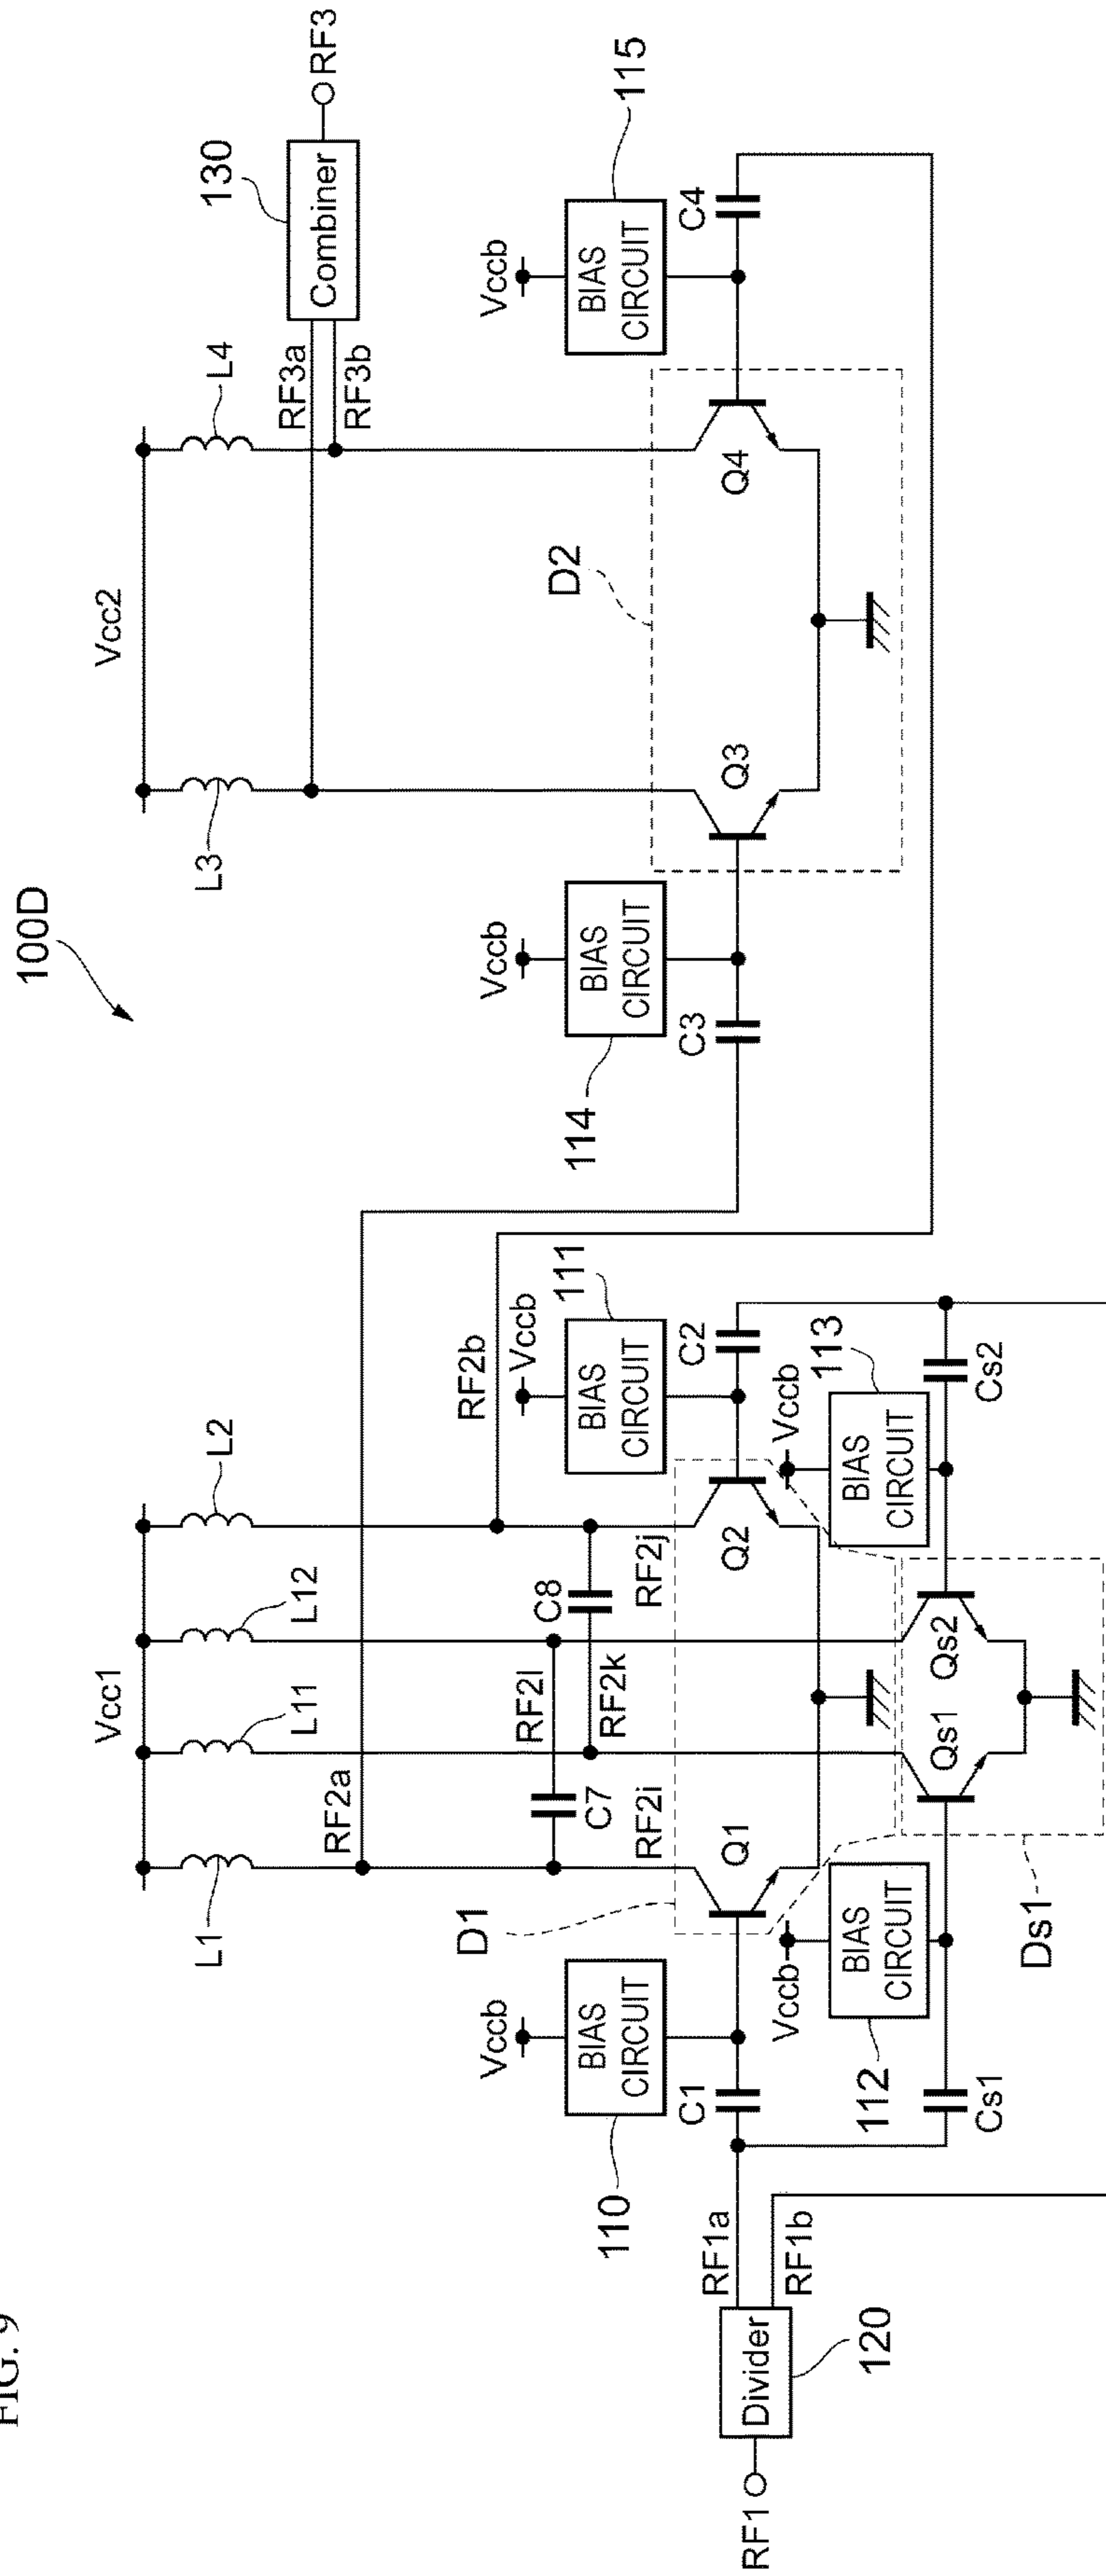 FIG. 9
100D
Vcc1
Vcc2
L1
L11
L12
L2
L3
L4
130
Combiner
RF3
RF3a
RF3b
RF2a
RF2b
RF2l
RF2k
RF2i
RF2j
C7
C8
Vccb
110
BIAS
CIRCUIT
C1
D1
Q1
Q2
Vccb
111
BIAS
CIRCUIT
C2
Vccb
114
BIAS
CIRCUIT
C3
D2
Q3
Q4
Vccb
115
BIAS
CIRCUIT
C4
RF1
Divider
120
RF1a
RF1b
Vccb
112
BIAS
CIRCUIT
Cs1
Ds1
Qs1
Qs2
Vccb
113
BIAS
CIRCUIT
Cs2